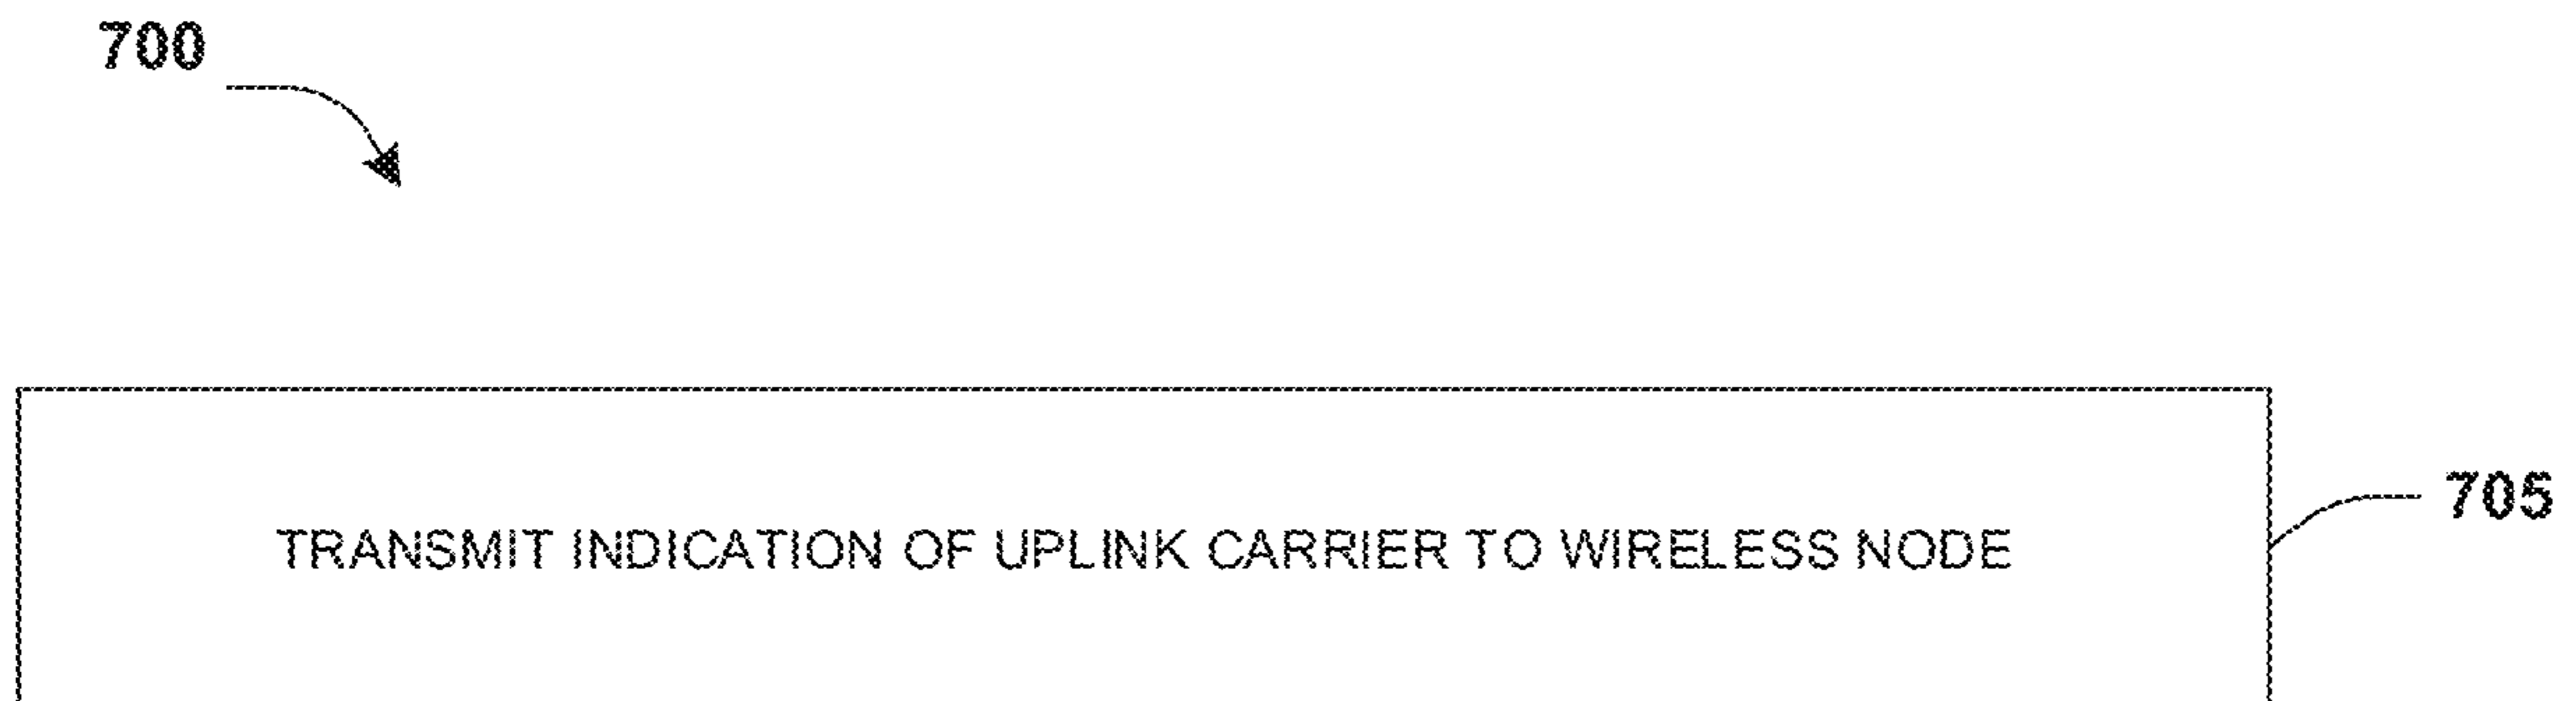 700
TRANSMIT INDICATION OF UPLINK CARRIER TO WIRELESS NODE
705